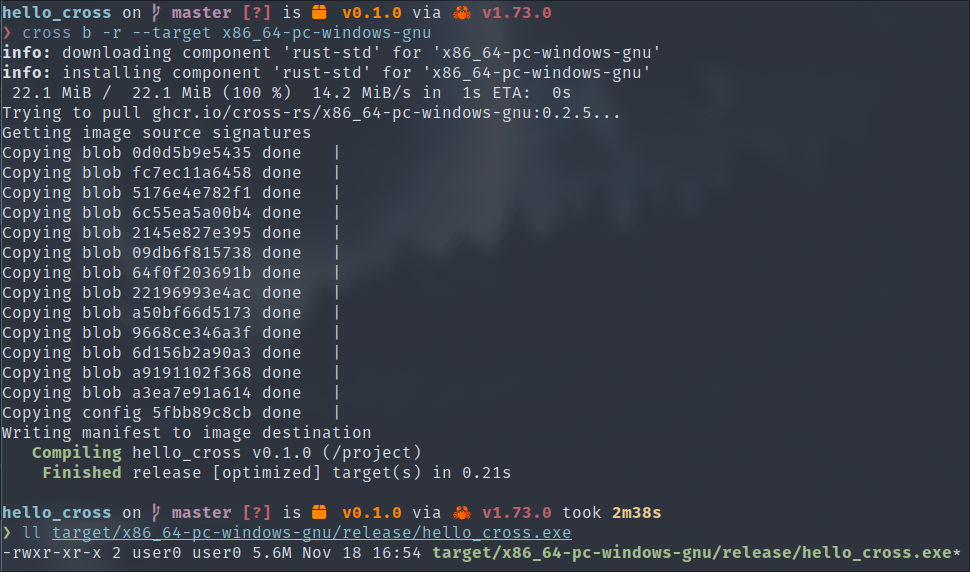 hello_cross on master [?] is 📦 v0.1.0 via 🦀 v1.73.0
❯ cross b -r --target x86_64-pc-windows-gnu
info: downloading component 'rust-std' for 'x86_64-pc-windows-gnu'
info: installing component 'rust-std' for 'x86_64-pc-windows-gnu'
 22.1 MiB /  22.1 MiB (100 %)  14.2 MiB/s in  1s ETA:  0s
Trying to pull ghcr.io/cross-rs/x86_64-pc-windows-gnu:0.2.5...
Getting image source signatures
Copying blob 0d0d5b9e5435 done   |
Copying blob fc7ec11a6458 done   |
Copying blob 5176e4e782f1 done   |
Copying blob 6c55ea5a00b4 done   |
Copying blob 2145e827e395 done   |
Copying blob 09db6f815738 done   |
Copying blob 64f0f203691b done   |
Copying blob 22196993e4ac done   |
Copying blob a50bf66d5173 done   |
Copying blob 9668ce346a3f done   |
Copying blob 6d156b2a90a3 done   |
Copying blob a9191102f368 done   |
Copying blob a3ea7e91a614 done   |
Copying config 5fbb89c8cb done   |
Writing manifest to image destination
   Compiling hello_cross v0.1.0 (/project)
    Finished release [optimized] target(s) in 0.21s
hello_cross on master [?] is 📦 v0.1.0 via 🦀 v1.73.0 took 2m38s
❯ ll target/x86_64-pc-windows-gnu/release/hello_cross.exe
-rwxr-xr-x 2 user0 user0 5.6M Nov 18 16:54 target/x86_64-pc-windows-gnu/release/hello_cross.exe*